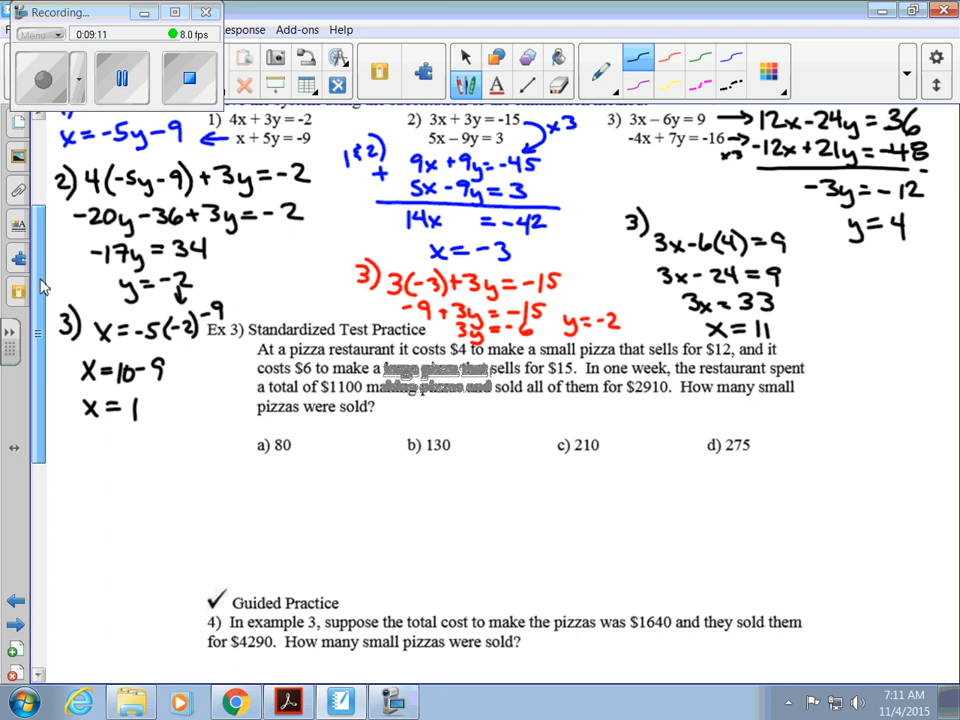 Recording...
Menu 0:09:11 8.0 fps
esponse Add-ons Help
1) 4x + 3y = -2
x + 5y = -9
2) 3x + 3y = -15
5x – 9y = 3
3) 3x – 6y = 9
-4x + 7y = -16
x = -5y - 9
2) 4(-5y-9)+3y = -2
-20y - 36 + 3y = -2
-17y = 34
y = -2
3) x = -5(-2) -9
x = 10-9
x = 1
1&2)
x3
9x + 9y = -45
+ 5x - 9y = 3
14x = -42
x = -3
3) 3(-3)+3y = -15
-9 + 3y = -15
3y = -6 y = -2
12x - 24y = 36
x3 -12x + 21y = -48
-3y = -12
y = 4
3) 3x - 6(4) = 9
3x - 24 = 9
3x = 33
x = 11
Ex 3) Standardized Test Practice
At a pizza restaurant it costs $4 to make a small pizza that sells for $12, and it
costs $6 to make a large pizza that sells for $15. In one week, the restaurant spent
a total of $1100 making pizzas and sold all of them for $2910. How many small
pizzas were sold?
a) 80 b) 130 c) 210 d) 275
✓ Guided Practice
4) In example 3, suppose the total cost to make the pizzas was $1640 and they sold them
for $4290. How many small pizzas were sold?
7:11 AM
11/4/2015